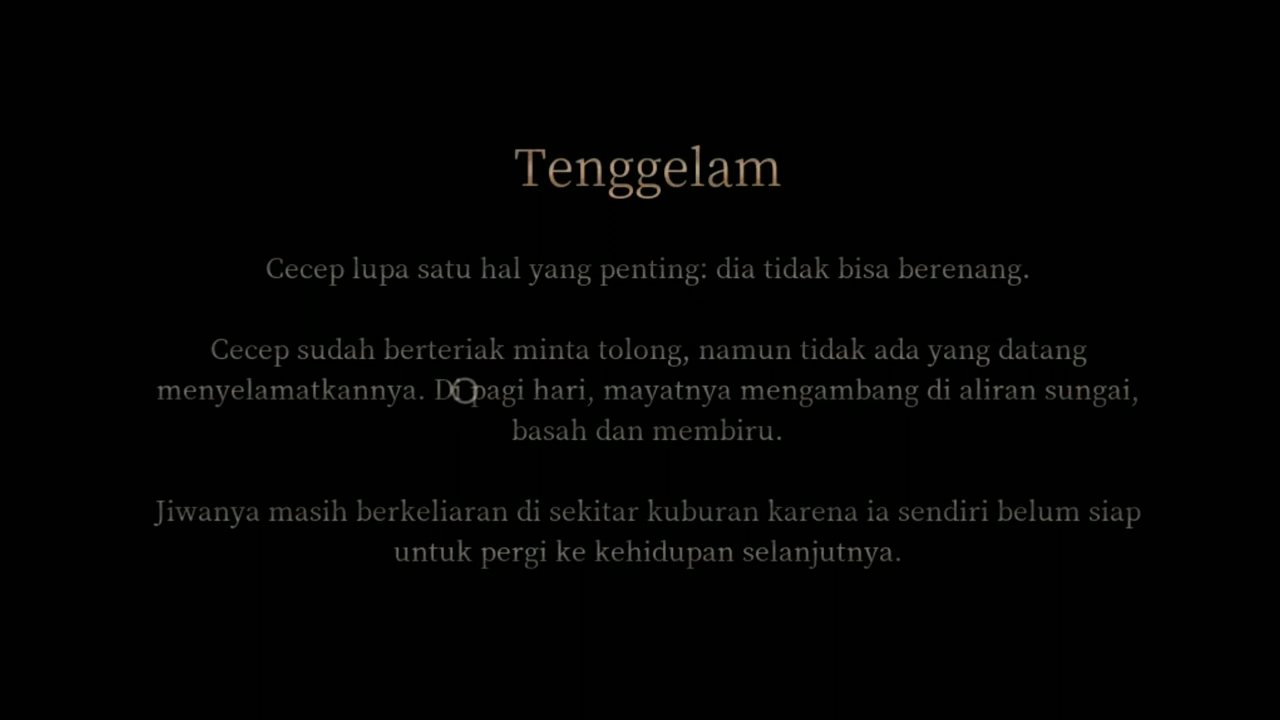 Tenggelam
Cecep lupa satu hal yang penting: dia tidak bisa berenang.
Cecep sudah berteriak minta tolong, namun tidak ada yang datang
menyelamatkannya. Di pagi hari, mayatnya mengambang di aliran sungai,
basah dan membiru.
Jiwanya masih berkeliaran di sekitar kuburan karena ia sendiri belum siap
untuk pergi ke kehidupan selanjutnya.